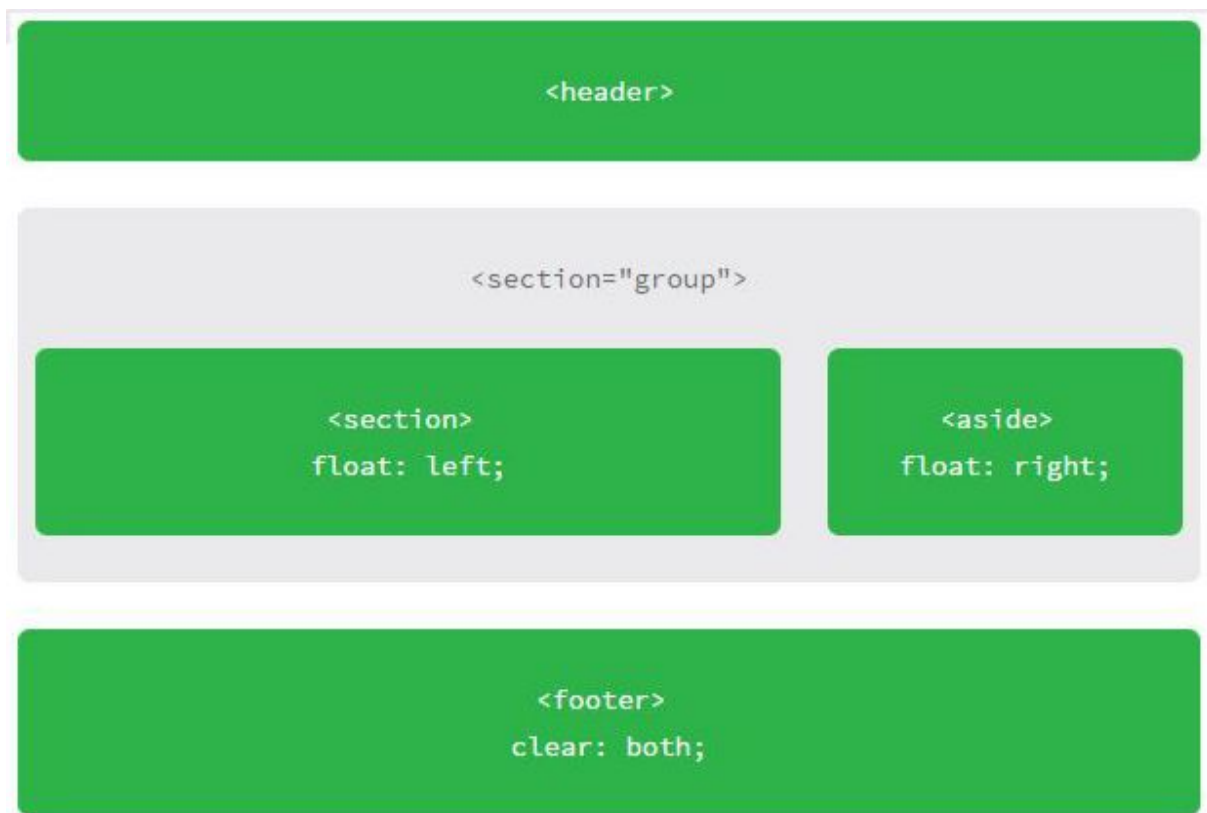 <header>
<section="group">
<section>
float: left;
<aside>
float: right;
<footer>
clear: both;